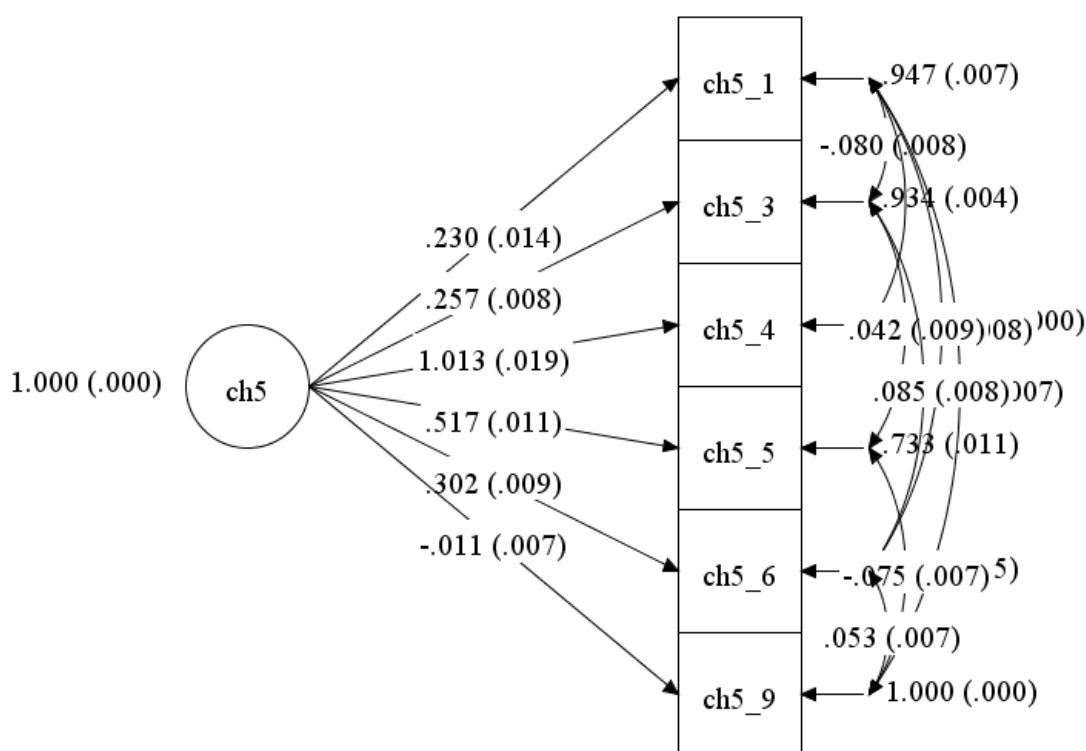 ch5_1
.947 (.007)
-.080 (.008)
ch5_3
.934 (.004)
.230 (.014)
.257 (.008)
ch5_4
.042 (.009)
1.013 (.019)
1.000 (.000)
ch5
.085 (.008)
.517 (.011)
ch5_5
.733 (.011)
.302 (.009)
-.011 (.007)
ch5_6
-.075 (.007)
.053 (.007)
ch5_9
1.000 (.000)